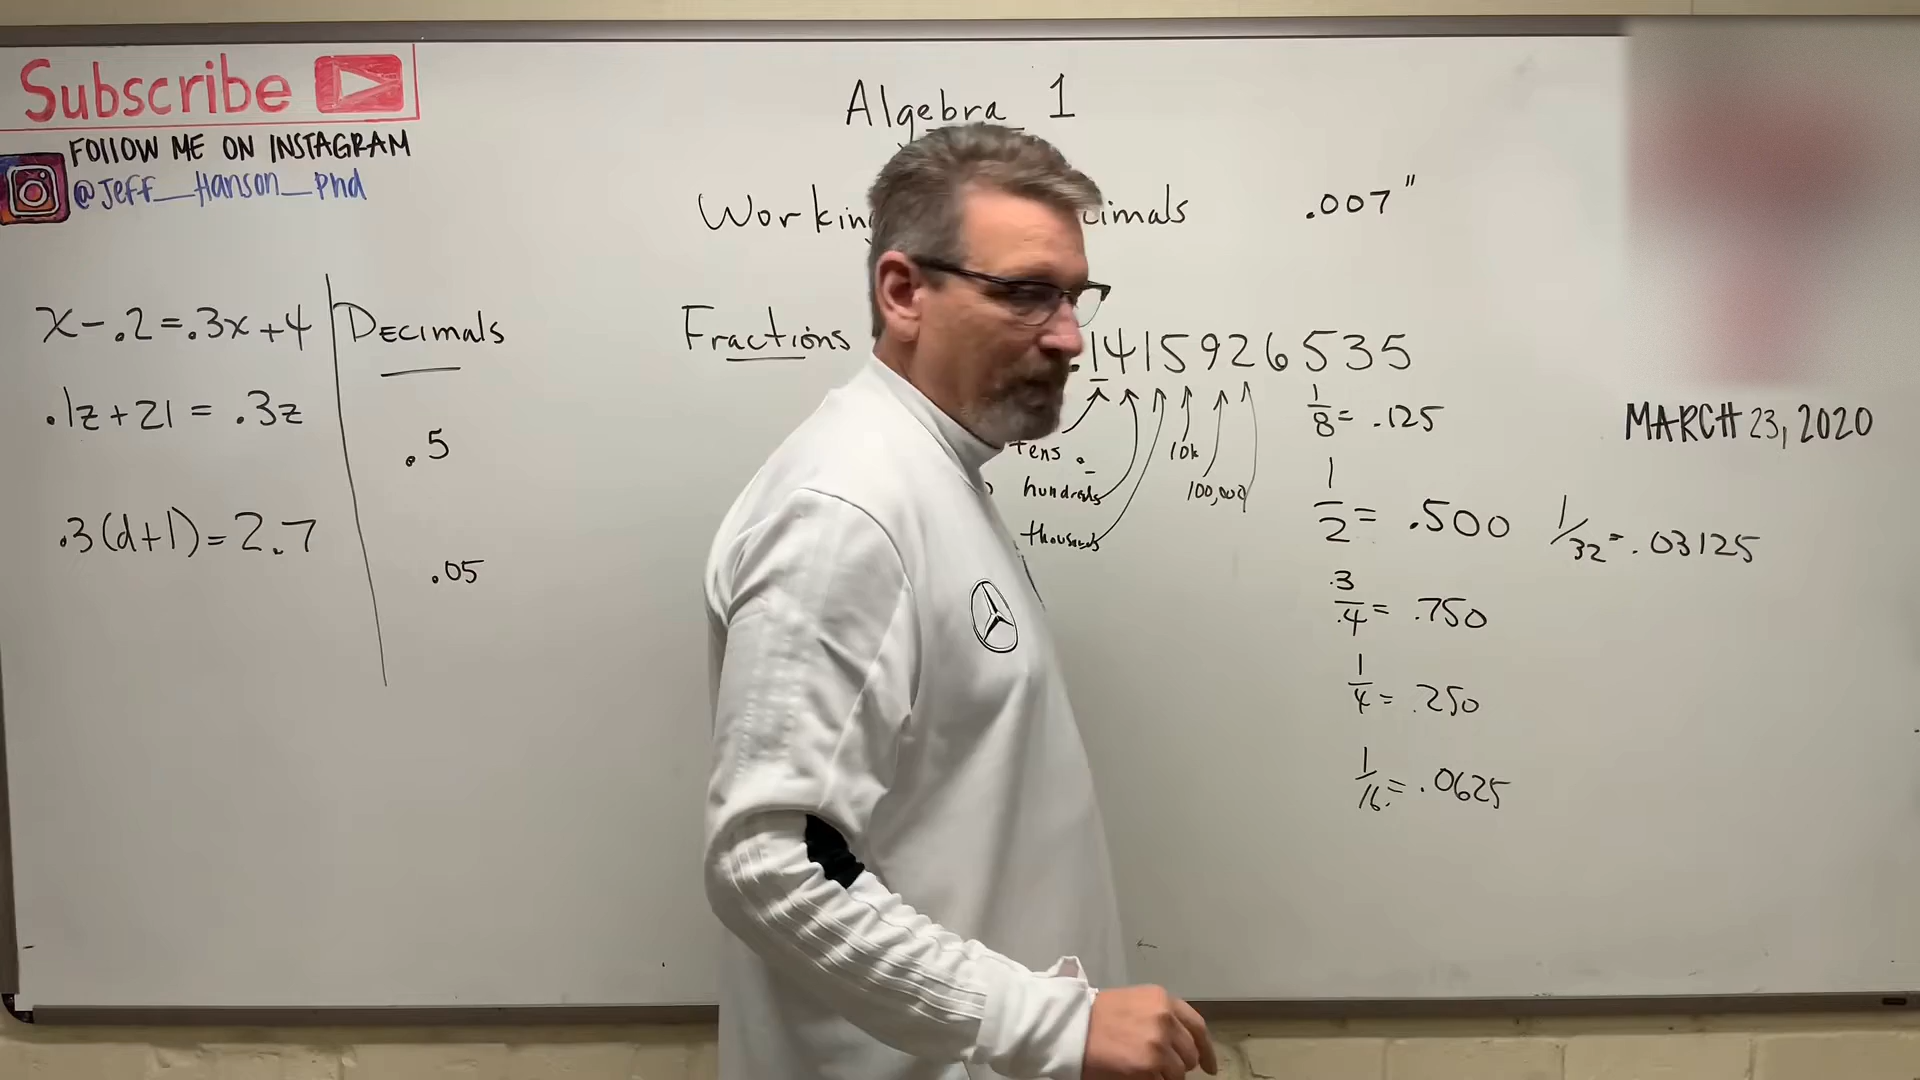 Subscribe
FOLLOW ME ON INSTAGRAM
@Jeff_Hanson_Phd
Algebra 1
Working cimals .007"
x-.2=.3x+4
.1z+21=.3z
.3(d+1)=2.7
Decimals
.5
.05
Fractions
.1415926535
tens
hundreds
thousands
10k
100,000
1/8=.125
1/2=.500
3/4=.750
1/4=.250
1/16=.0625
1/32=.03125
MARCH 23, 2020